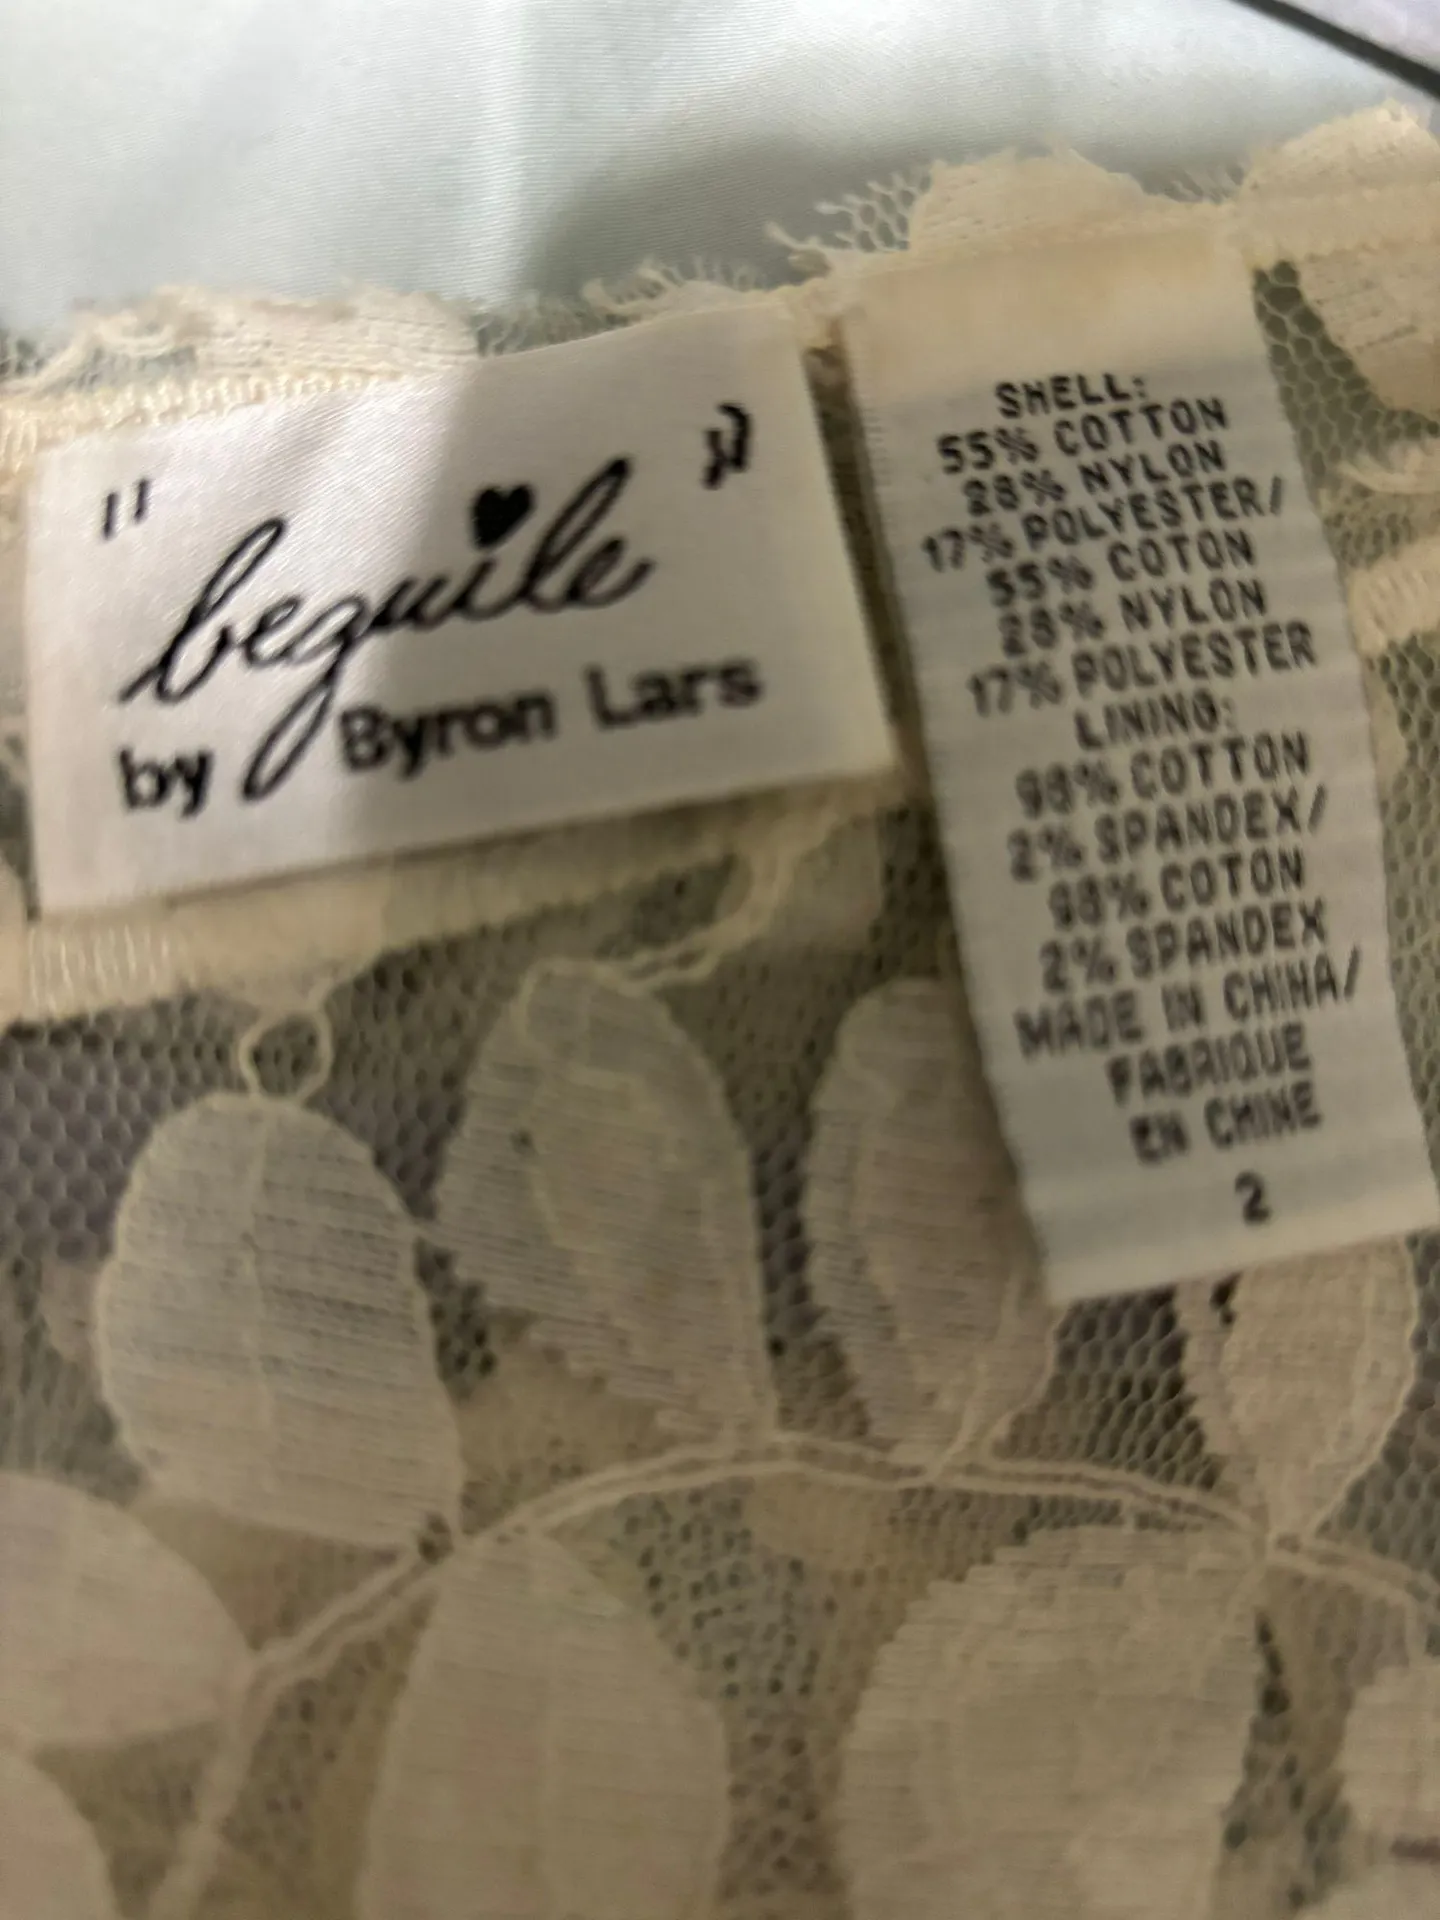 " beguile "
by Byron Lars
SHELL:
55% COTTON
28% NYLON
17% POLYESTER/
55% COTON
28% NYLON
17% POLYESTER
LINING:
98% COTTON
2% SPANDEX/
98% COTON
2% SPANDEX
MADE IN CHINA/
FABRIQUE
EN CHINE
2